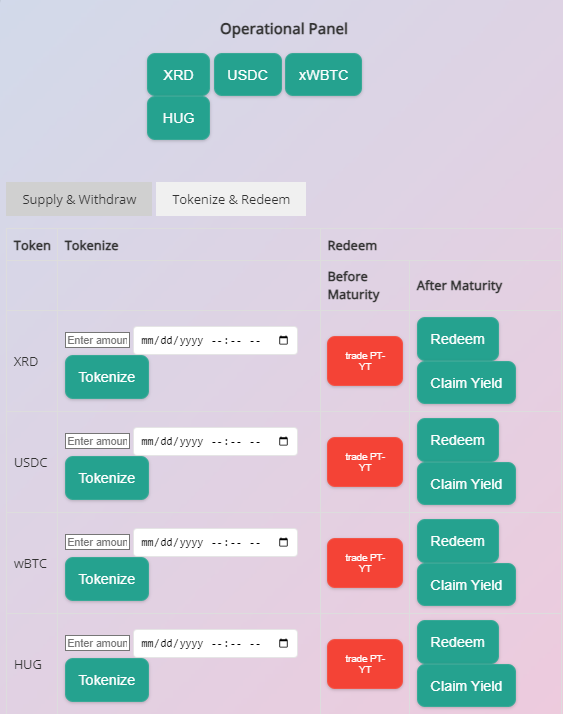 Operational Panel
XRD USDC xWBTC
HUG
Supply & Withdraw Tokenize & Redeem
Token Tokenize Redeem
Before
Maturity
After Maturity
XRD
Enter amoun mm/dd/yyyy --:-- --
Tokenize
trade PT-
YT
Redeem
Claim Yield
USDC
Enter amoun mm/dd/yyyy --:-- --
Tokenize
trade PT-
YT
Redeem
Claim Yield
wBTC
Enter amoun mm/dd/yyyy --:-- --
Tokenize
trade PT-
YT
Redeem
Claim Yield
HUG
Enter amoun mm/dd/yyyy --:-- --
Tokenize
trade PT-
YT
Redeem
Claim Yield